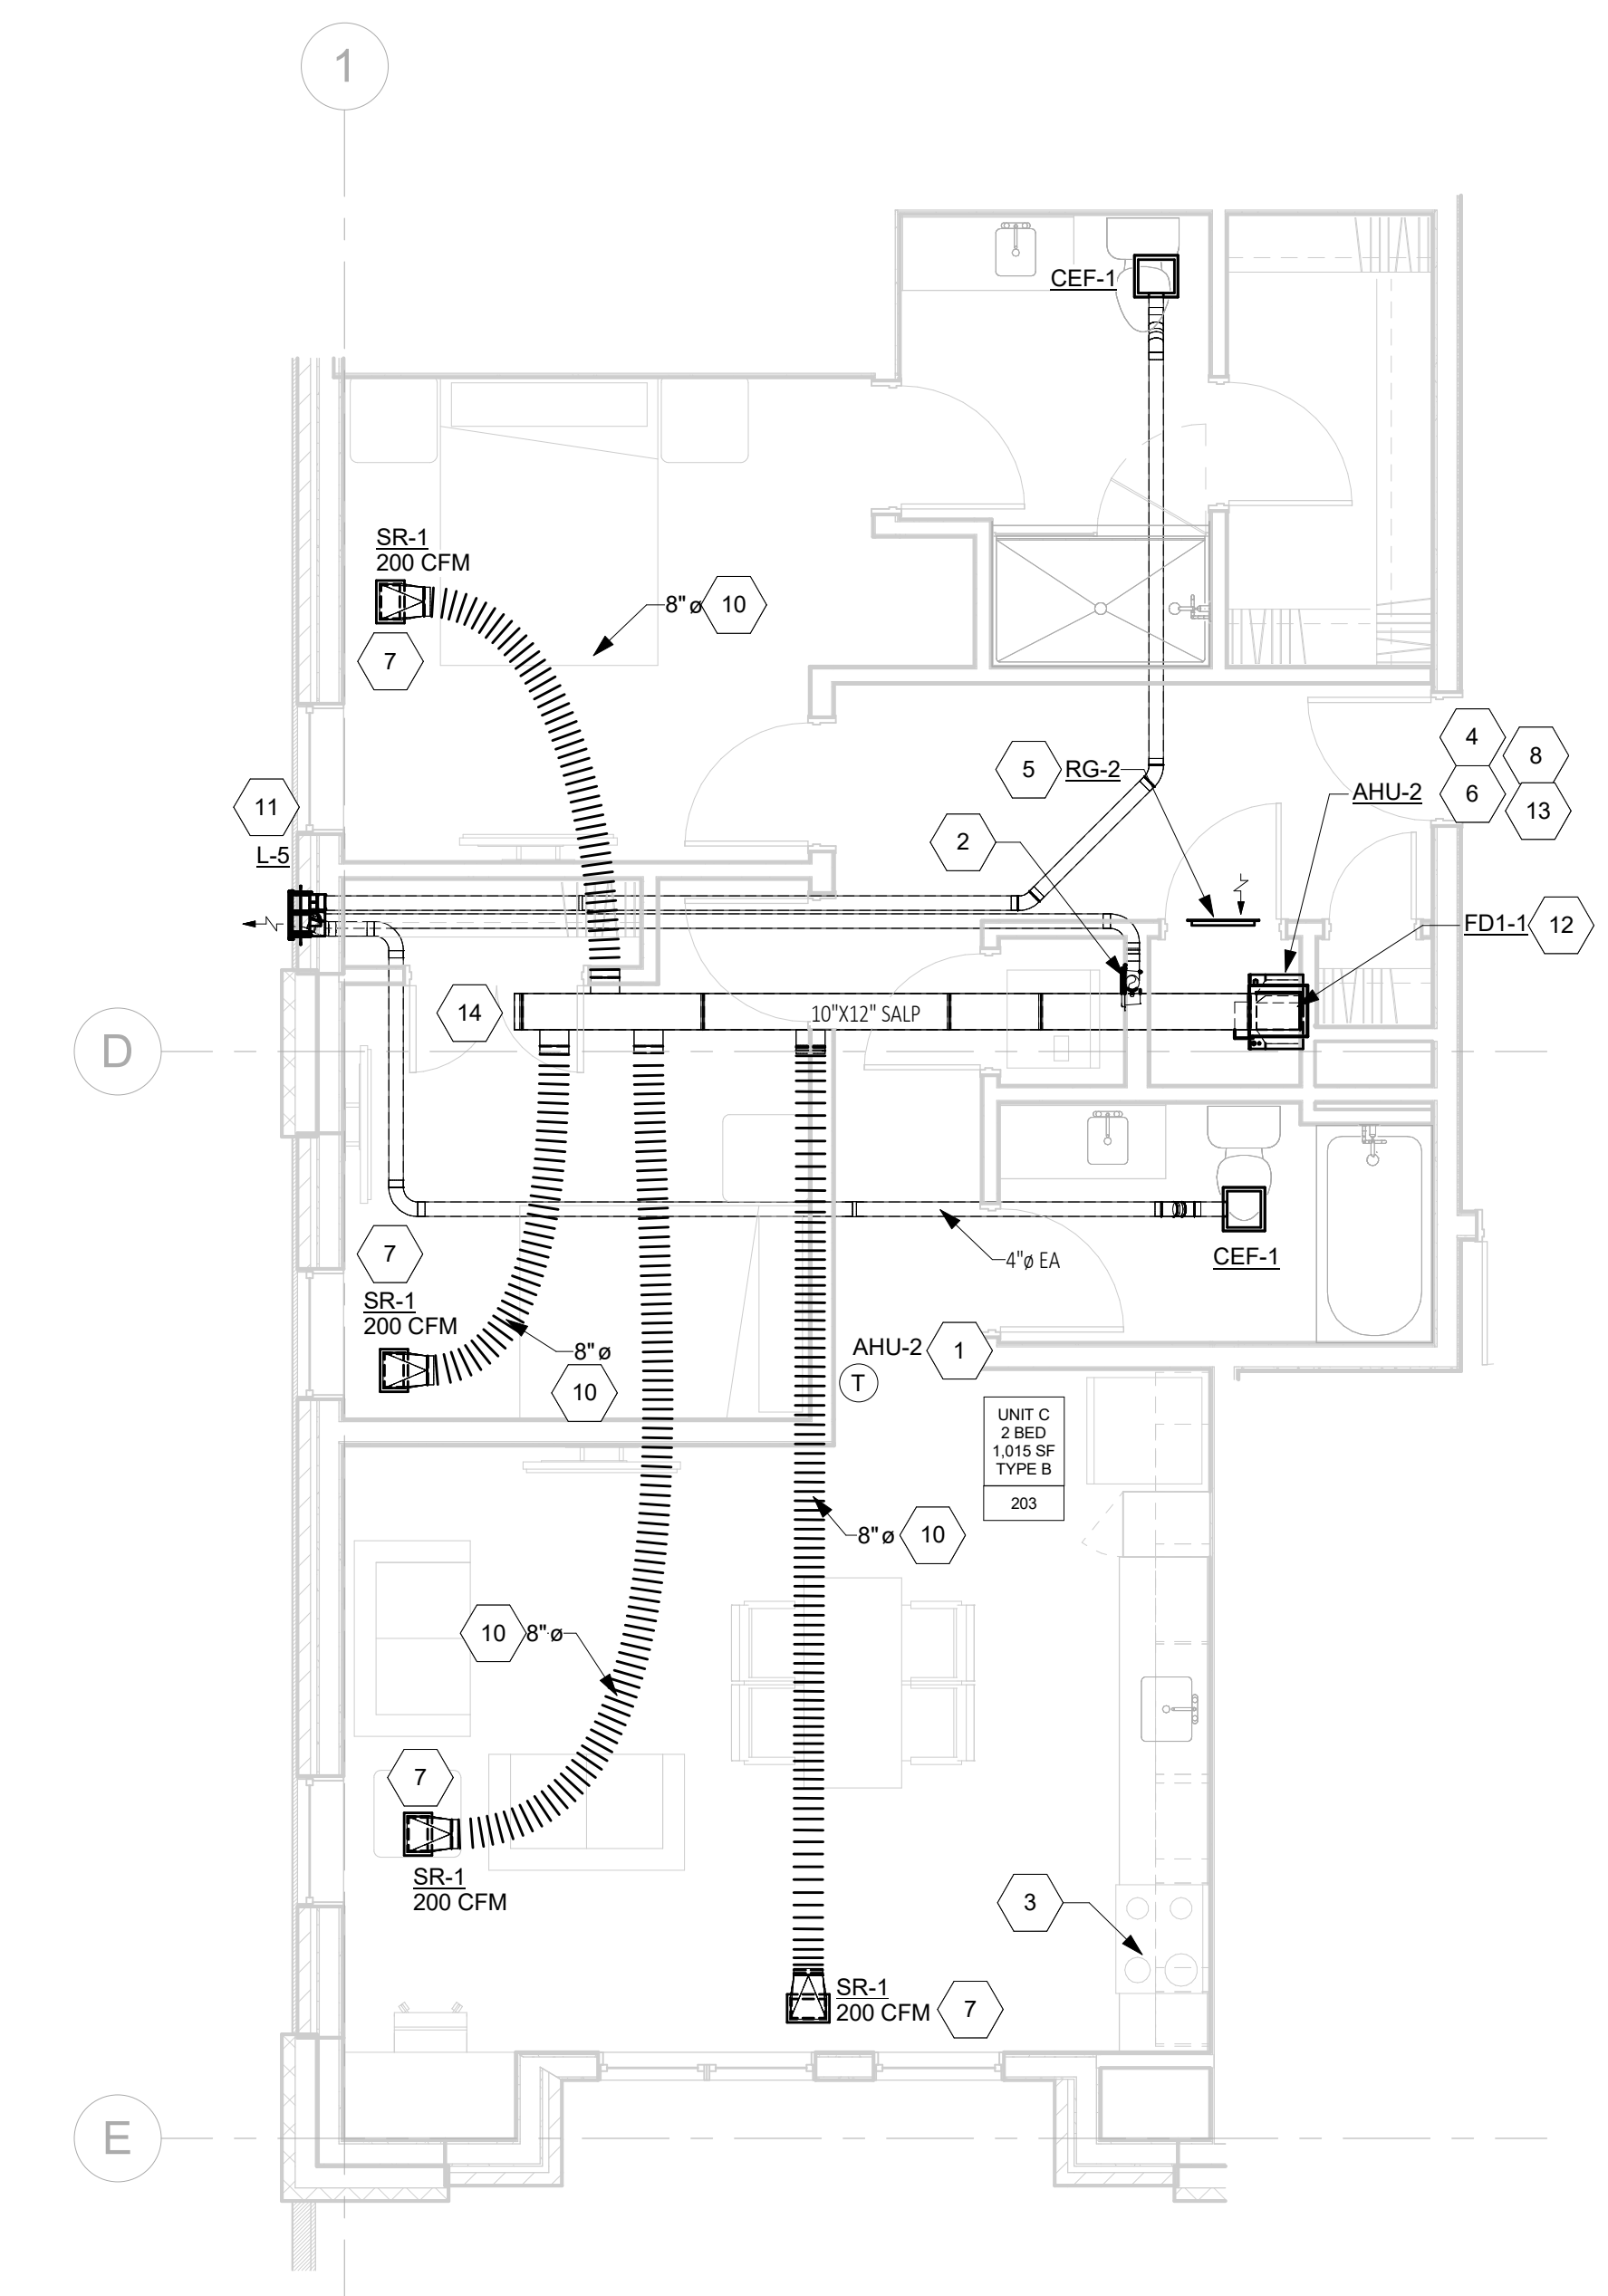 1
CEF-1
SR-1
200 CFM
8"ø
10
7
4
8
5
RG-2
AHU-2
6
13
11
2
L-5
FD1-1
12
14
10"X12" SALP
D
7
4"ø EA
CEF-1
SR-1
200 CFM
8"ø
10
AHU-2
1
T
UNIT C
2 BED
1,015 SF
TYPE B
203
8"ø
10
10
8"ø
7
SR-1
200 CFM
3
SR-1
200 CFM
7
E